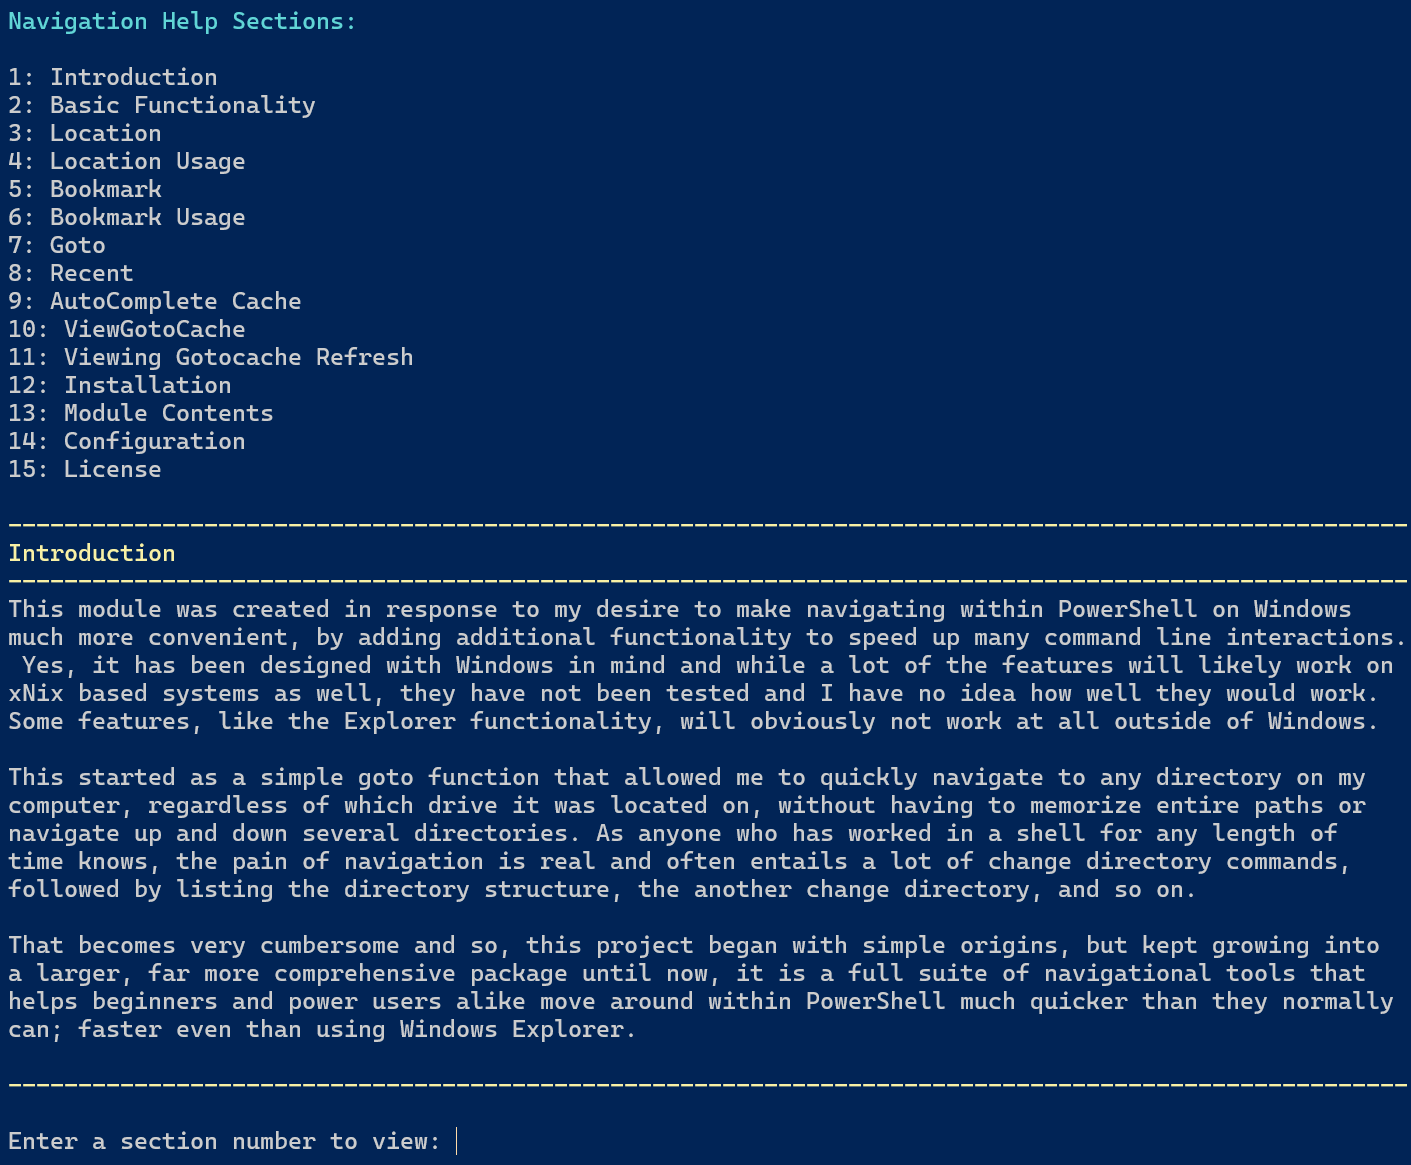 Navigation Help Sections:
1: Introduction
2: Basic Functionality
3: Location
4: Location Usage
5: Bookmark
6: Bookmark Usage
7: Goto
8: Recent
9: AutoComplete Cache
10: ViewGotoCache
11: Viewing Gotocache Refresh
12: Installation
13: Module Contents
14: Configuration
15: License
----------------------------------------------------------------------------------------------------
Introduction
----------------------------------------------------------------------------------------------------
This module was created in response to my desire to make navigating within PowerShell on Windows
much more convenient, by adding additional functionality to speed up many command line interactions.
 Yes, it has been designed with Windows in mind and while a lot of the features will likely work on
xNix based systems as well, they have not been tested and I have no idea how well they would work.
Some features, like the Explorer functionality, will obviously not work at all outside of Windows.
This started as a simple goto function that allowed me to quickly navigate to any directory on my
computer, regardless of which drive it was located on, without having to memorize entire paths or
navigate up and down several directories. As anyone who has worked in a shell for any length of
time knows, the pain of navigation is real and often entails a lot of change directory commands,
followed by listing the directory structure, the another change directory, and so on.
That becomes very cumbersome and so, this project began with simple origins, but kept growing into
a larger, far more comprehensive package until now, it is a full suite of navigational tools that
helps beginners and power users alike move around within PowerShell much quicker than they normally
can; faster even than using Windows Explorer.
----------------------------------------------------------------------------------------------------
Enter a section number to view: